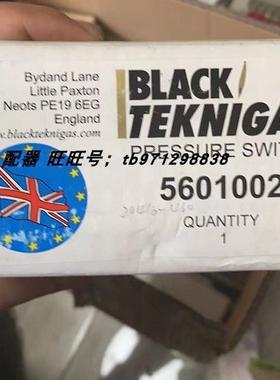 Bydand Lane
Little Paxton
Neots PE19 6EG
England
www.blackteknigas
BLACK
TEKNIGAS
PRESSURE SWIT
5601002
QUANTITY
1
配器 旺旺号: tb971298838